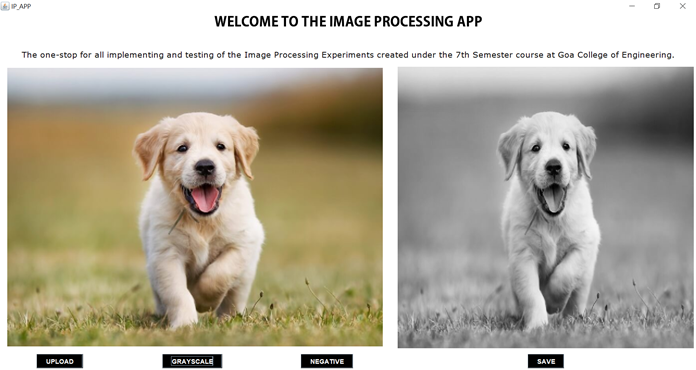 IP_APP
WELCOME TO THE IMAGE PROCESSING APP
The one-stop for all implementing and testing of the Image Processing Experiments created under the 7th Semester course at Goa College of Engineering.
UPLOAD
GRAYSCALE
NEGATIVE
SAVE